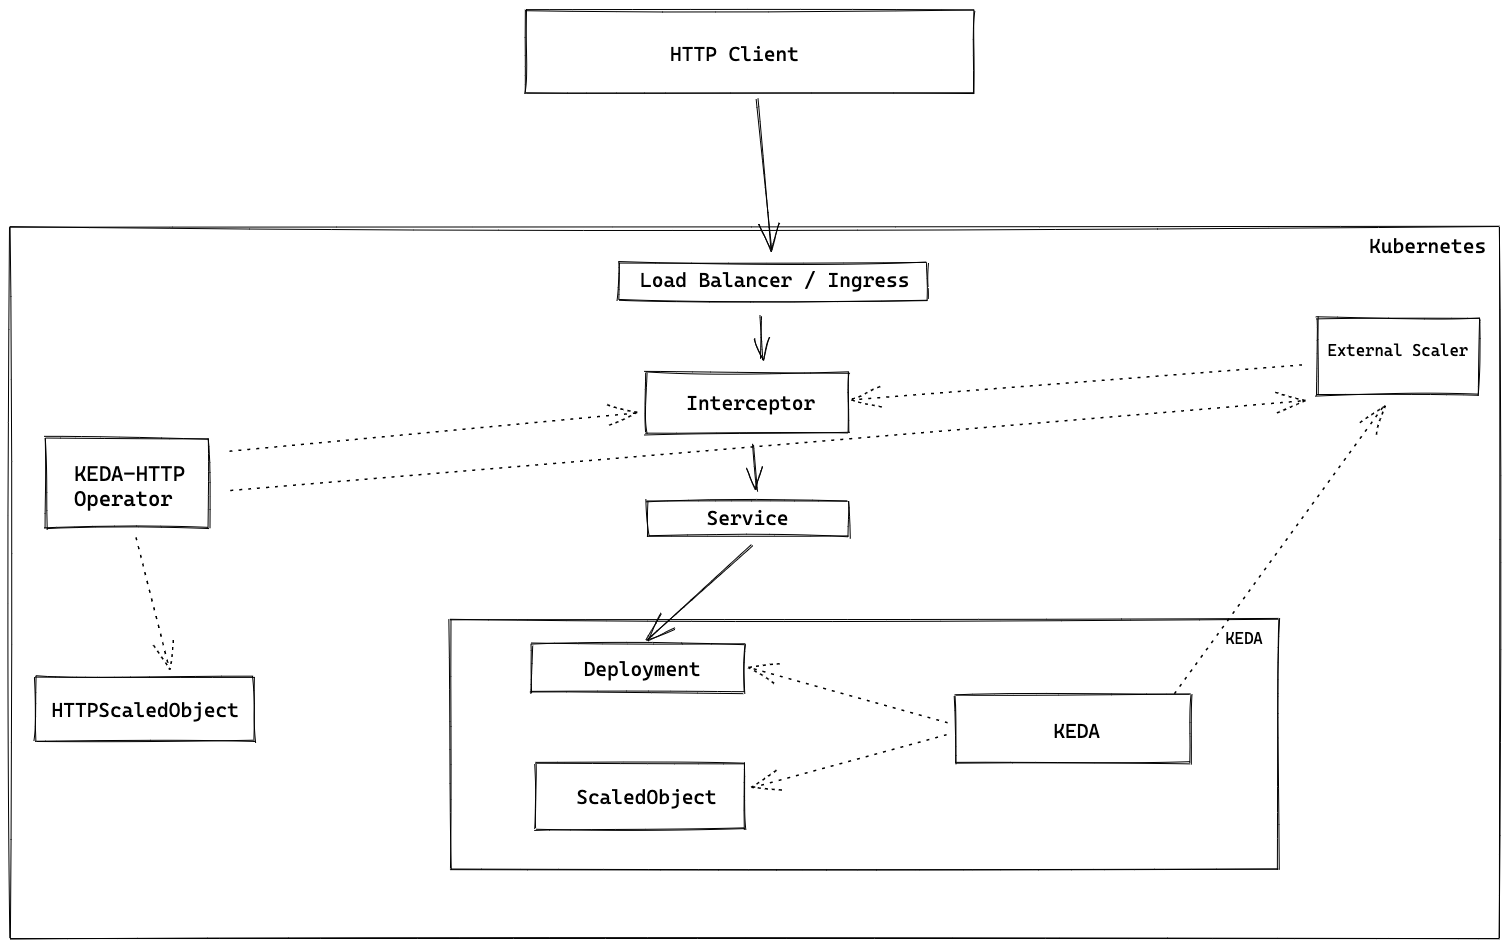 HTTP Client
Kubernetes
Load Balancer / Ingress
External Scaler
Interceptor
KEDA-HTTP
Operator
Service
KEDA
Deployment
HTTPScaledObject
KEDA
ScaledObject